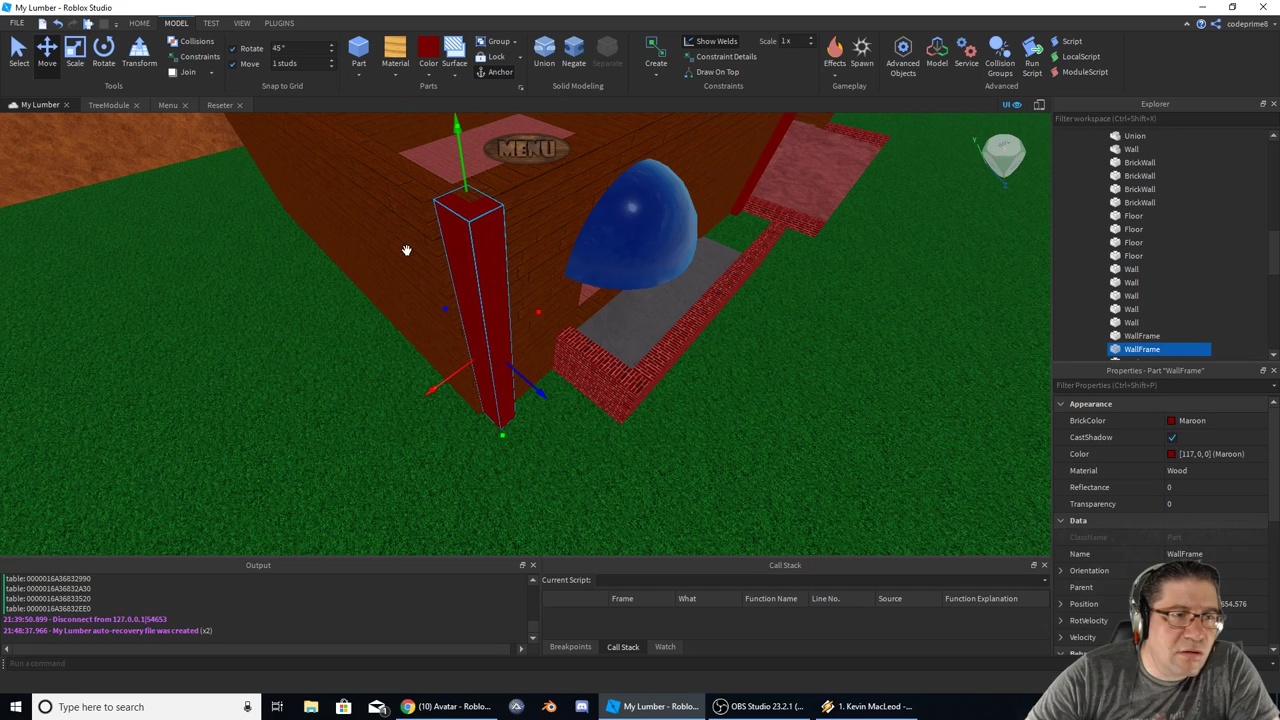 My Lumber - Roblox Studio
FILE HOME MODEL TEST VIEW PLUGINS codeprime8
Select Move Scale Rotate Transform
Collisions
Constraints
Join
Rotate 45°
Move 1 studs
Part Material Color Surface
Group
Lock
Anchor
Union Negate Separate
Create
Show Welds Scale 1 x
Constraint Details
Draw On Top
Effects Spawn
Advanced Objects Model Service Collision Groups Run Script
Script
LocalScript
ModuleScript
Tools Snap to Grid Parts Solid Modeling Constraints Gameplay Advanced
My Lumber TreeModule Menu Reset UI
Explorer
Filter workspace (Ctrl+Shift+X)
MENU
Union
Wall
BrickWall
BrickWall
BrickWall
BrickWall
Floor
Floor
Floor
Floor
Wall
Wall
Wall
Wall
Wall
WallFrame
WallFrame
Properties - Part "WallFrame"
Filter Properties (Ctrl+Shift+P)
Appearance
BrickColor Maroon
CastShadow
Color [117, 0, 0] (Maroon)
Material Wood
Reflectance 0
Transparency 0
Data
ClassName Part
Name WallFrame
Orientation
Parent
Position 654.576
RotVelocity
Velocity
Output
table: 0000016A36832990
table: 0000016A36832A30
table: 0000016A36833520
table: 0000016A36832EE0
21:39:50.899 - Disconnect from 127.0.0.1|54653
21:48:37.966 - My Lumber auto-recovery file was created (x2)
Run a command
Call Stack
Current Script:
Frame What Function Name Line No. Source Function Explanation
Breakpoints Call Stack Watch
Type here to search
(10) Avatar - Roblo...
My Lumber - Roblo...
OBS Studio 23.2.1 (...
1. Kevin MacLeod - ...